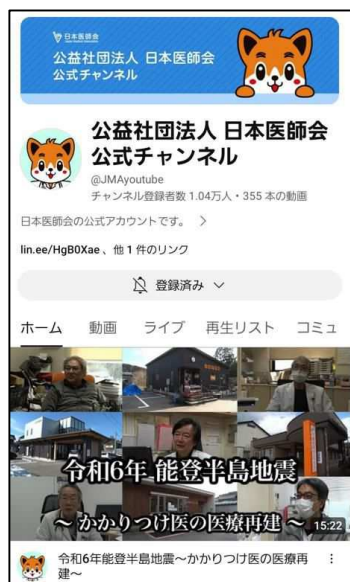 日本医師会
公益社団法人 日本医師会
公式チャンネル
公益社団法人 日本医師会
公式チャンネル
@JMAyoutube
チャンネル登録者数 1.04万人・355 本の動画
日本医師会の公式アカウントです。 >
lin.ee/HgB0Xae 、他 1 件のリンク
登録済み
ホーム 動画 ライブ 再生リスト コミュ
令和6年 能登半島地震
~ かかりつけ医の医療再建 ~
15:22
令和6年能登半島地震~かかりつけ医の医療再
建~